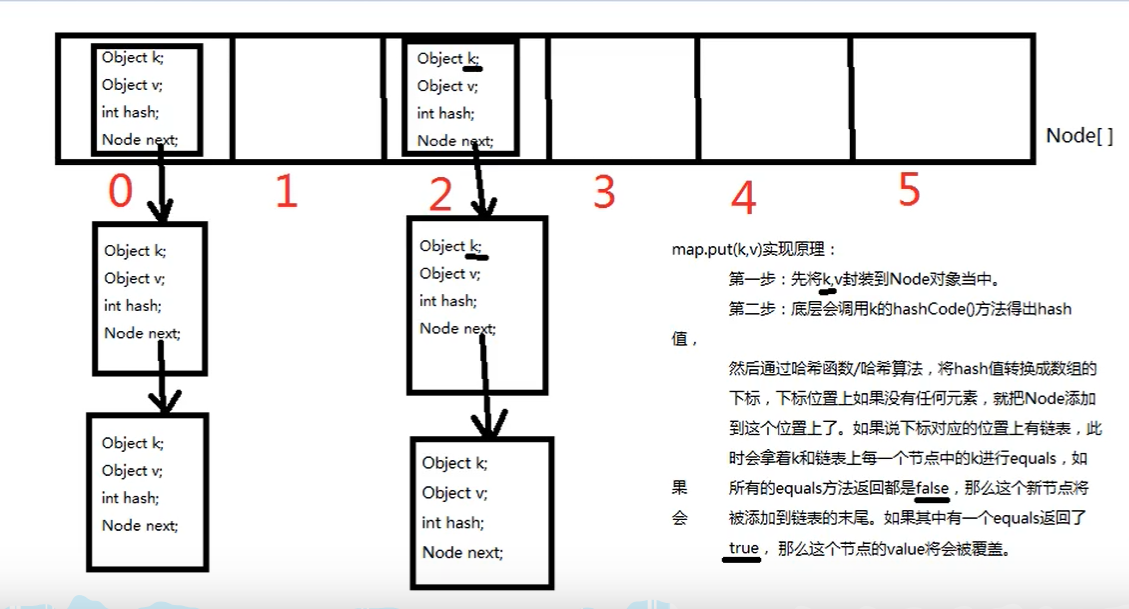 Object k;
Object v;
int hash;
Node next;
Object k;
Object v;
int hash;
Node next;
Node[ ]
0
1
2
3
4
5
Object k;
Object v;
int hash;
Node next;
Object k;
Object v;
int hash;
Node next;
Object k;
Object v;
int hash;
Node next;
Object k;
Object v;
int hash;
Node next;
map.put(k,v)实现原理：
第一步：先将k,v封装到Node对象当中。
第二步：底层会调用k的hashCode()方法得出hash
值，
然后通过哈希函数/哈希算法，将hash值转换成数组的
下标，下标位置上如果没有任何元素，就把Node添加
到这个位置上了。如果说下标对应的位置上有链表，此
时会拿着k和链表上每一个节点中的k进行equals，如
果 所有的equals方法返回都是false，那么这个新节点将
会 被添加到链表的末尾。如果其中有一个equals返回了
true，那么这个节点的value将会被覆盖。